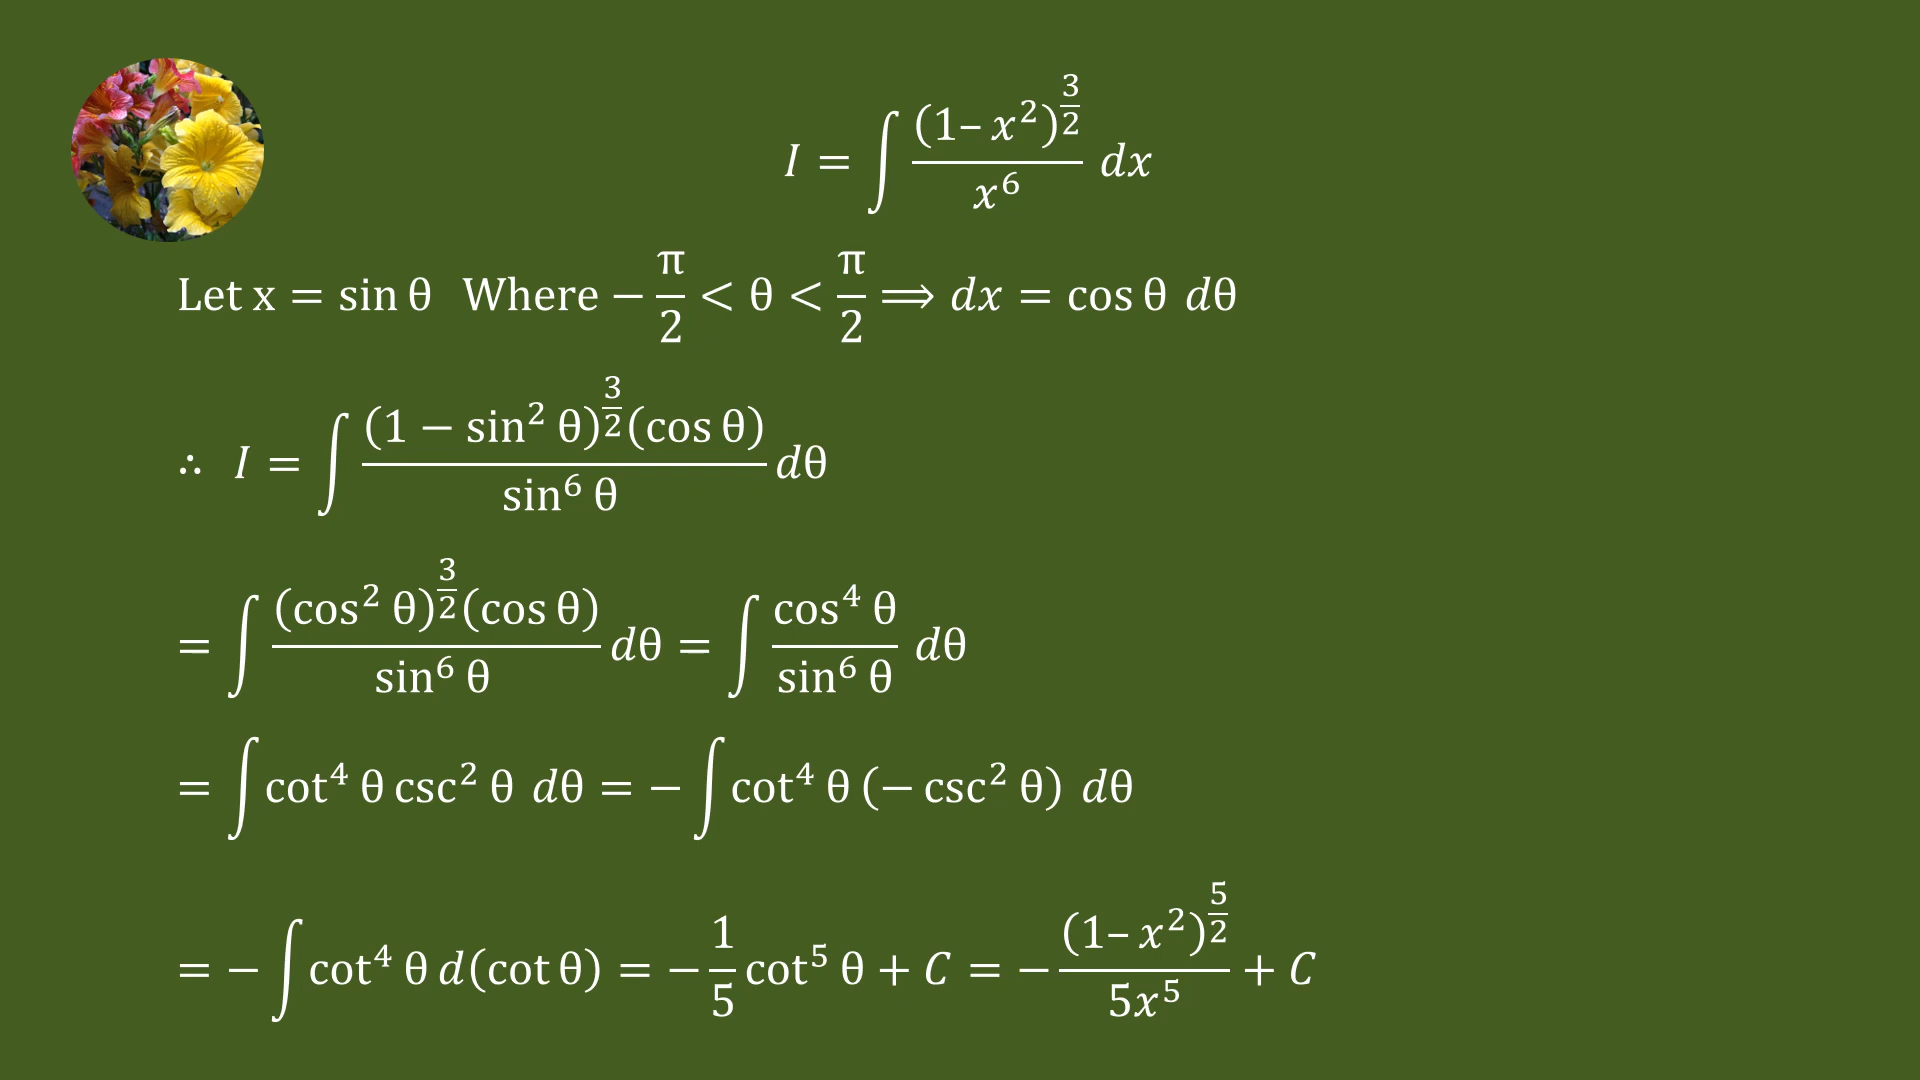 I = ∫ (1– x²)^(3/2) / x⁶ dx
Let x = sin θ Where − π/2 < θ < π/2 ⟹ dx = cos θ dθ
∴ I = ∫ (1 − sin² θ)^(3/2) (cos θ) / sin⁶ θ dθ
= ∫ (cos² θ)^(3/2) (cos θ) / sin⁶ θ dθ = ∫ cos⁴ θ / sin⁶ θ dθ
= ∫ cot⁴ θ csc² θ dθ = − ∫ cot⁴ θ (− csc² θ) dθ
= − ∫ cot⁴ θ d(cot θ) = − 1/5 cot⁵ θ + C = − (1– x²)^(5/2) / 5x⁵ + C